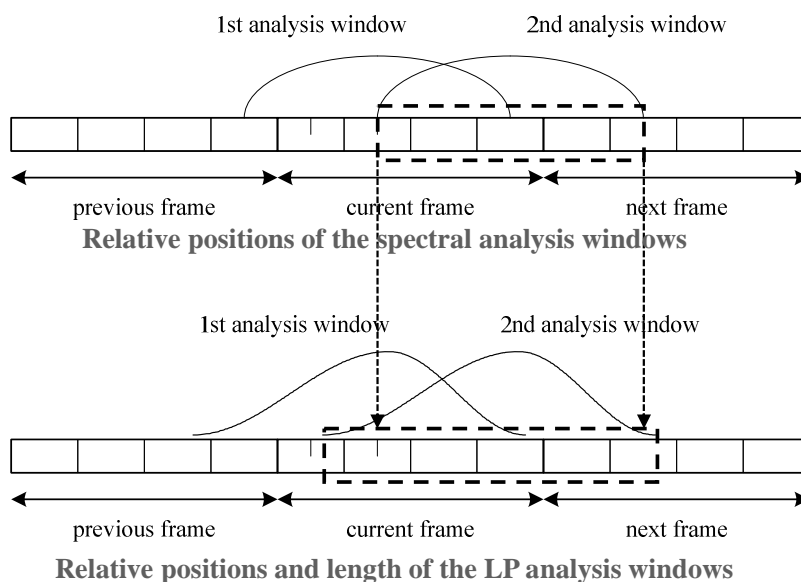 1st analysis window 2nd analysis window
previous frame current frame next frame
Relative positions of the spectral analysis windows
1st analysis window 2nd analysis window
previous frame current frame next frame
Relative positions and length of the LP analysis windows